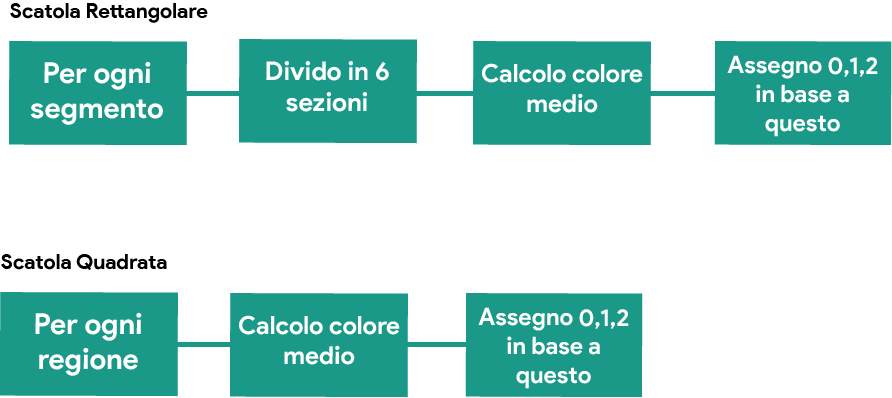 Scatola Rettangolare
Per ogni
segmento
Divido in 6
sezioni
Calcolo colore
medio
Assegno 0,1,2
in base a
questo
Scatola Quadrata
Per ogni
regione
Calcolo colore
medio
Assegno 0,1,2
in base a
questo